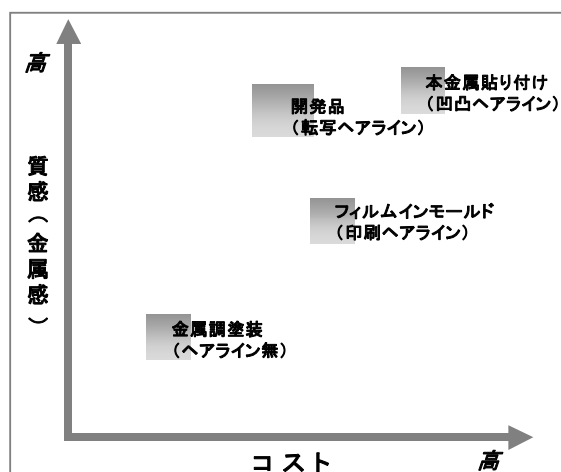 高
本金属貼り付け
（凹凸ヘアライン）
開発品
（転写ヘアライン）
質感（金属感）
フィルムインモールド
（印刷ヘアライン）
金属調塗装
（ヘアライン無）
コスト
高